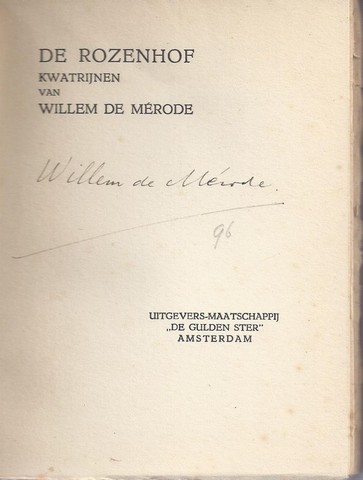 DE ROZENHOF
KWATRIJNEN
VAN
WILLEM DE MÉRODE
Willem de Mérode.
96
UITGEVERS-MAATSCHAPPIJ
„DE GULDEN STER”
AMSTERDAM